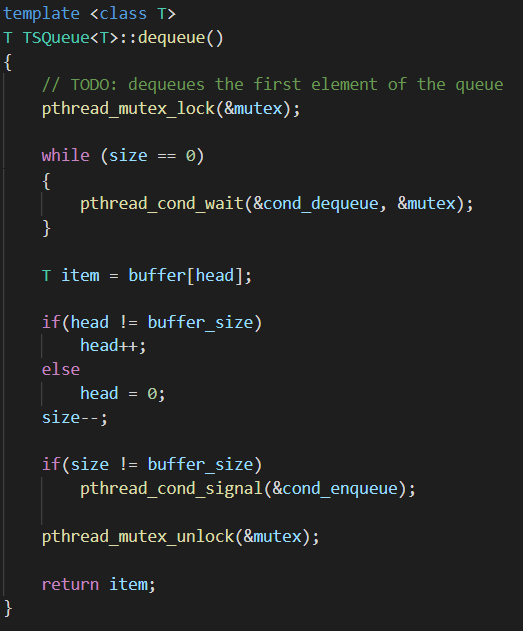 template <class T>
T TSQueue<T>::dequeue()
{
    // TODO: dequeues the first element of the queue
    pthread_mutex_lock(&mutex);

    while (size == 0)
    {
        pthread_cond_wait(&cond_dequeue, &mutex);
    }

    T item = buffer[head];

    if(head != buffer_size)
        head++;
    else
        head = 0;
    size--;

    if(size != buffer_size)
        pthread_cond_signal(&cond_enqueue);

    pthread_mutex_unlock(&mutex);

    return item;
}